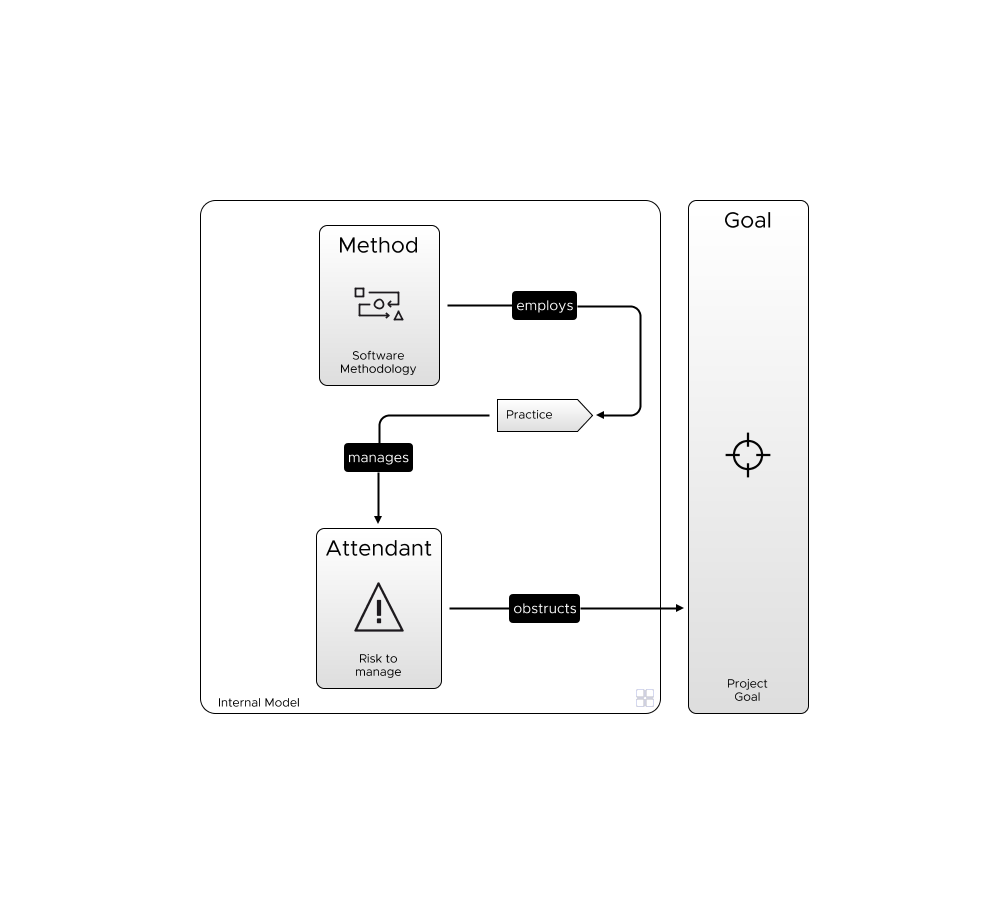 Goal
Method
employs
Software
Methodology
Practice
manages
Attendant
obstructs
Risk to
manage
Project
Goal
Internal Model